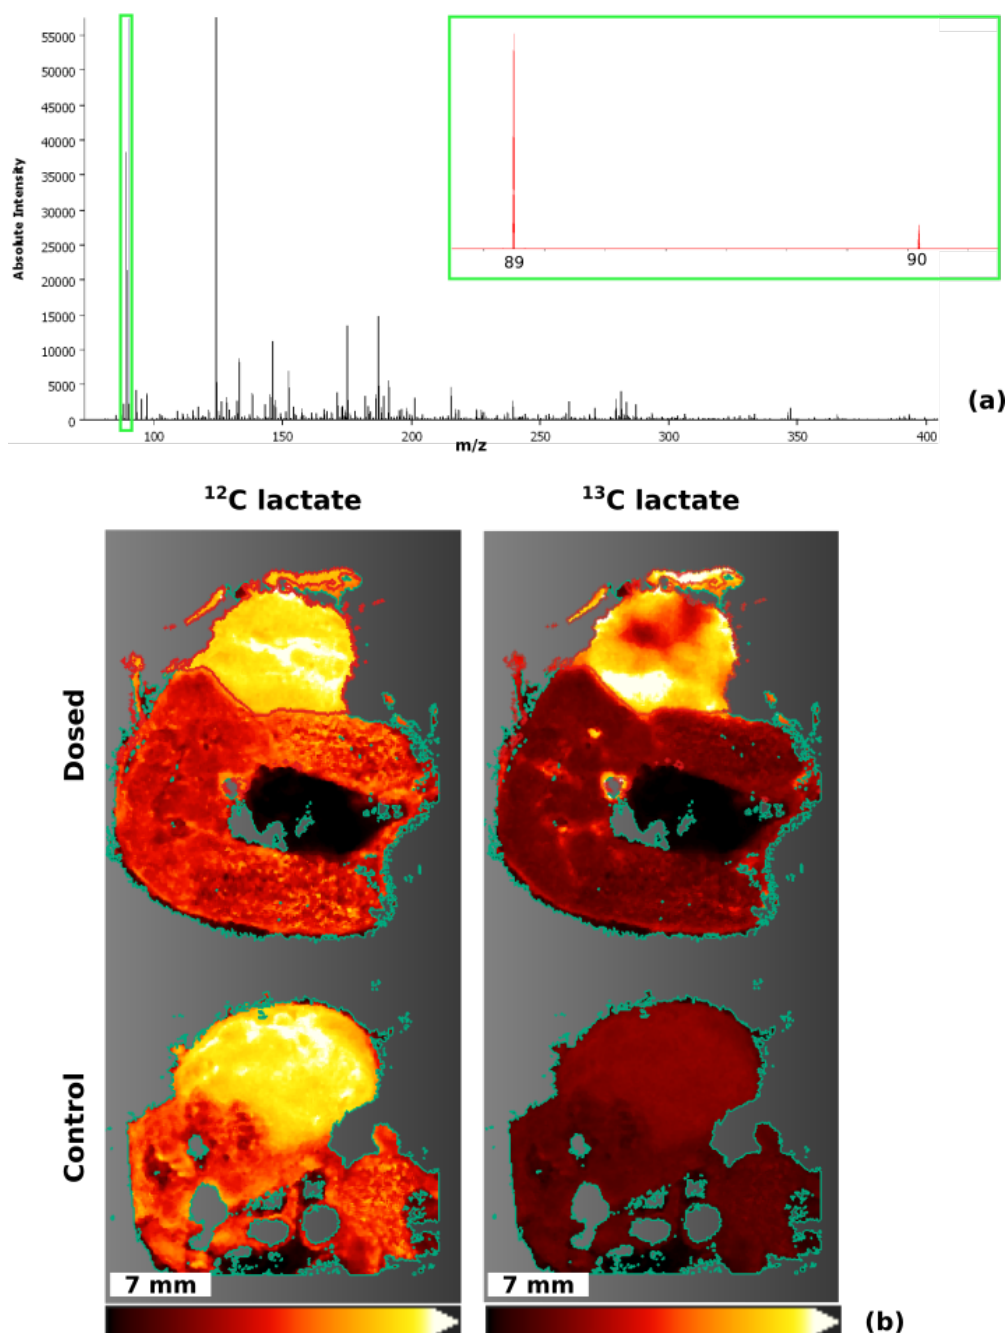 55000
50000
45000
40000
35000
30000
25000
20000
15000
10000
5000
0
Absolute Intensity
89 90
100 150 200 250 300 350 400
m/z
(a)
¹²C lactate ¹³C lactate
Dosed
Control
7 mm 7 mm
(b)